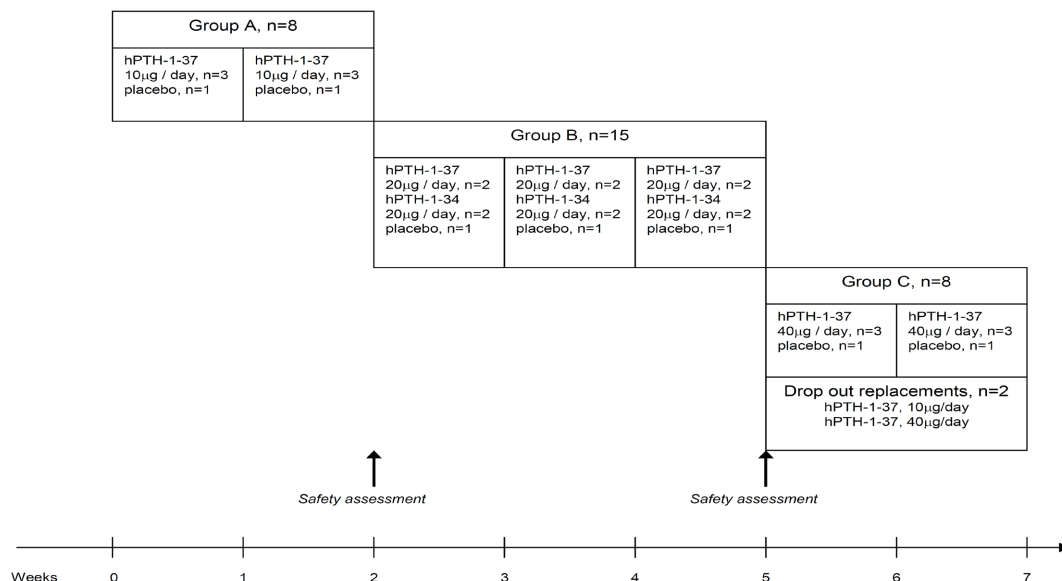 Group A, n=8
hPTH-1-37
10µg / day, n=3
placebo, n=1
hPTH-1-37
10µg / day, n=3
placebo, n=1
Group B, n=15
hPTH-1-37
20µg / day, n=2
hPTH-1-34
20µg / day, n=2
placebo, n=1
hPTH-1-37
20µg / day, n=2
hPTH-1-34
20µg / day, n=2
placebo, n=1
hPTH-1-37
20µg / day, n=2
hPTH-1-34
20µg / day, n=2
placebo, n=1
Group C, n=8
hPTH-1-37
40µg / day, n=3
placebo, n=1
hPTH-1-37
40µg / day, n=3
placebo, n=1
Drop out replacements, n=2
hPTH-1-37, 10µg/day
hPTH-1-37, 40µg/day
Safety assessment
Safety assessment
Weeks 0 1 2 3 4 5 6 7